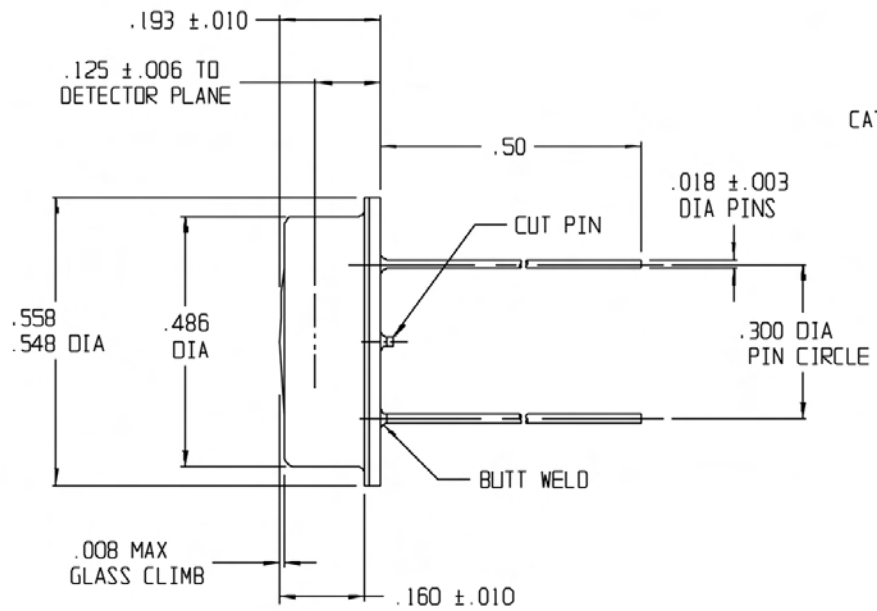 .193 ±.010
.125 ±.006 TO
DETECTOR PLANE
CAT
.50
.018 ±.003
DIA PINS
CUT PIN
.558
.548 DIA
.486
DIA
.300 DIA
PIN CIRCLE
BUTT WELD
.008 MAX
GLASS CLIMB
.160 ±.010